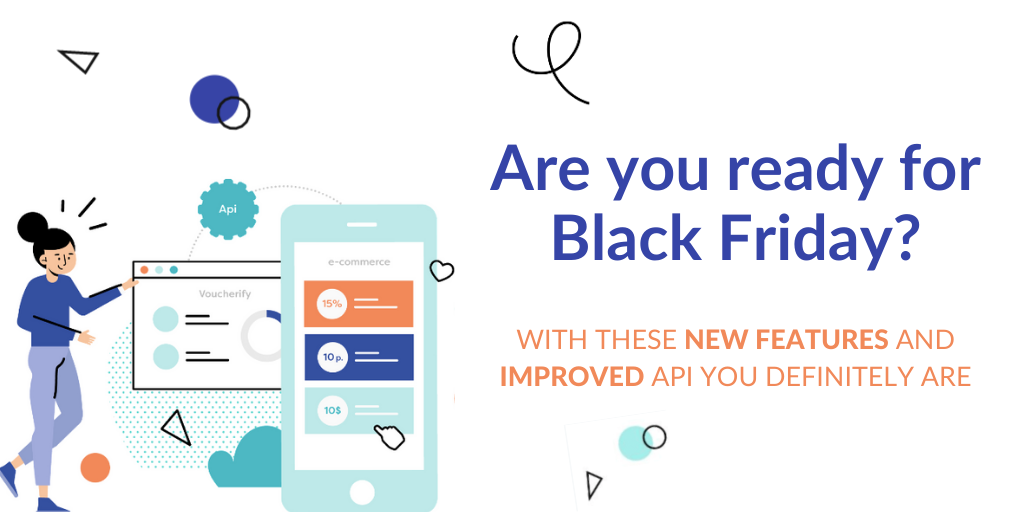 Are you ready for
Black Friday?
WITH THESE NEW FEATURES AND
IMPROVED API YOU DEFINITELY ARE
Api
Voucherify
e-commerce
15%
10 p.
10$